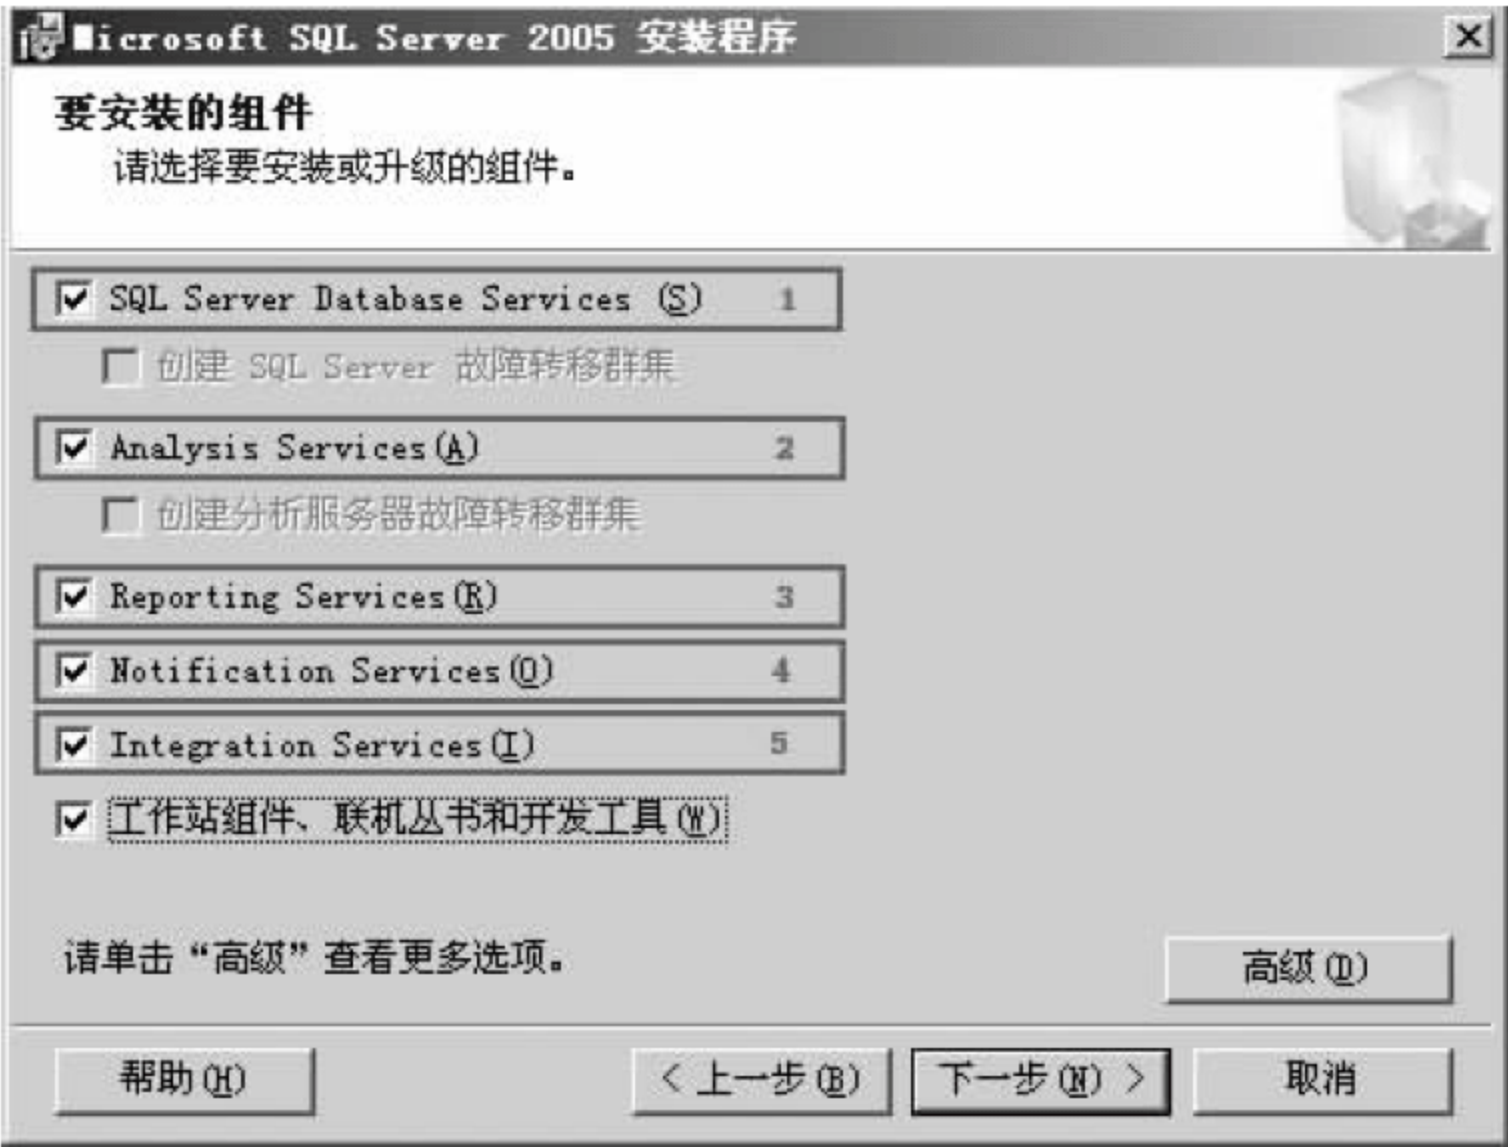 Microsoft SQL Server 2005 安装程序
要安装的组件
请选择要安装或升级的组件。
SQL Server Database Services (S) 1
创建 SQL Server 故障转移群集
Analysis Services(A) 2
创建分析服务器故障转移群集
Reporting Services(R) 3
Notification Services(O) 4
Integration Services(I) 5
工作站组件、联机丛书和开发工具(W)
请单击“高级”查看更多选项。
高级(D)
帮助(H) < 上一步(B) 下一步(N) > 取消